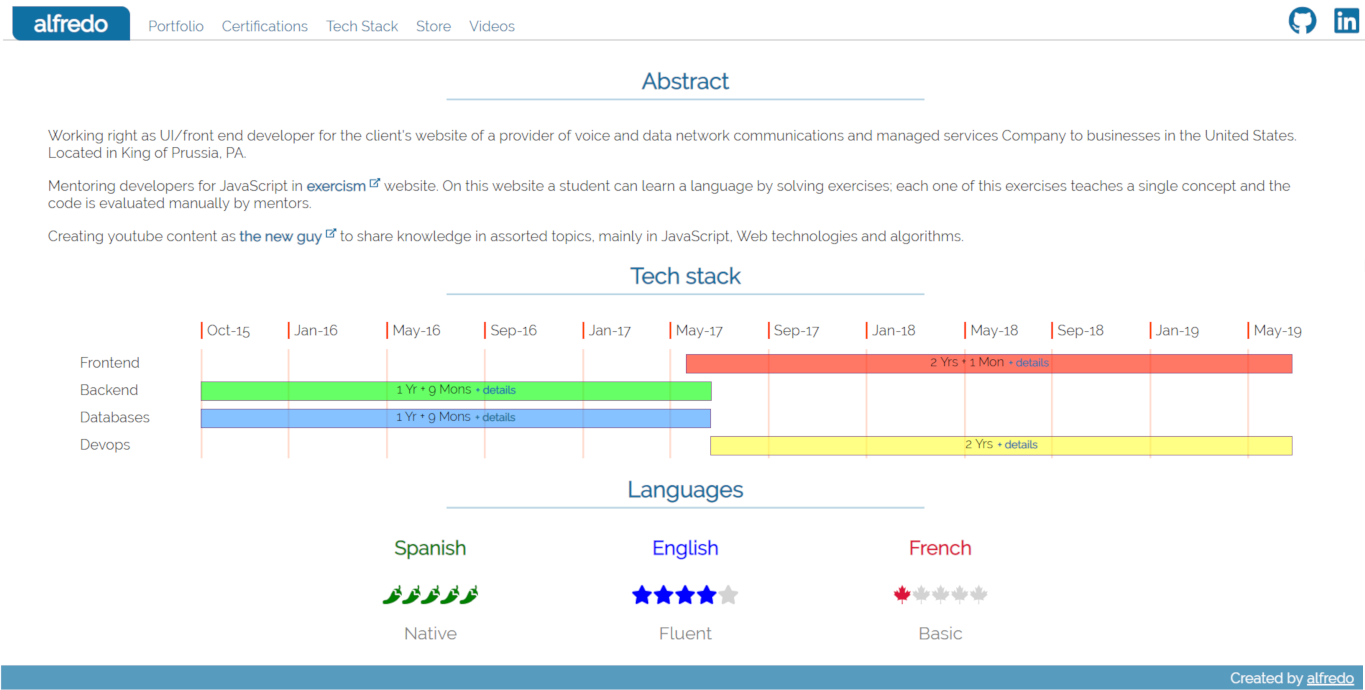 alfredo Portfolio Certifications Tech Stack Store Videos
Abstract
Working right as UI/front end developer for the client's website of a provider of voice and data network communications and managed services Company to businesses in the United States.
Located in King of Prussia, PA.
Mentoring developers for JavaScript in exercism website. On this website a student can learn a language by solving exercises; each one of this exercises teaches a single concept and the
code is evaluated manually by mentors.
Creating youtube content as the new guy to share knowledge in assorted topics, mainly in JavaScript, Web technologies and algorithms.
Tech stack
Oct-15 Jan-16 May-16 Sep-16 Jan-17 May-17 Sep-17 Jan-18 May-18 Sep-18 Jan-19 May-19
Frontend 2 Yrs + 1 Mon + details
Backend 1 Yr + 9 Mons + details
Databases 1 Yr + 9 Mons + details
Devops 2 Yrs + details
Languages
Spanish English French
Native Fluent Basic
Created by alfredo